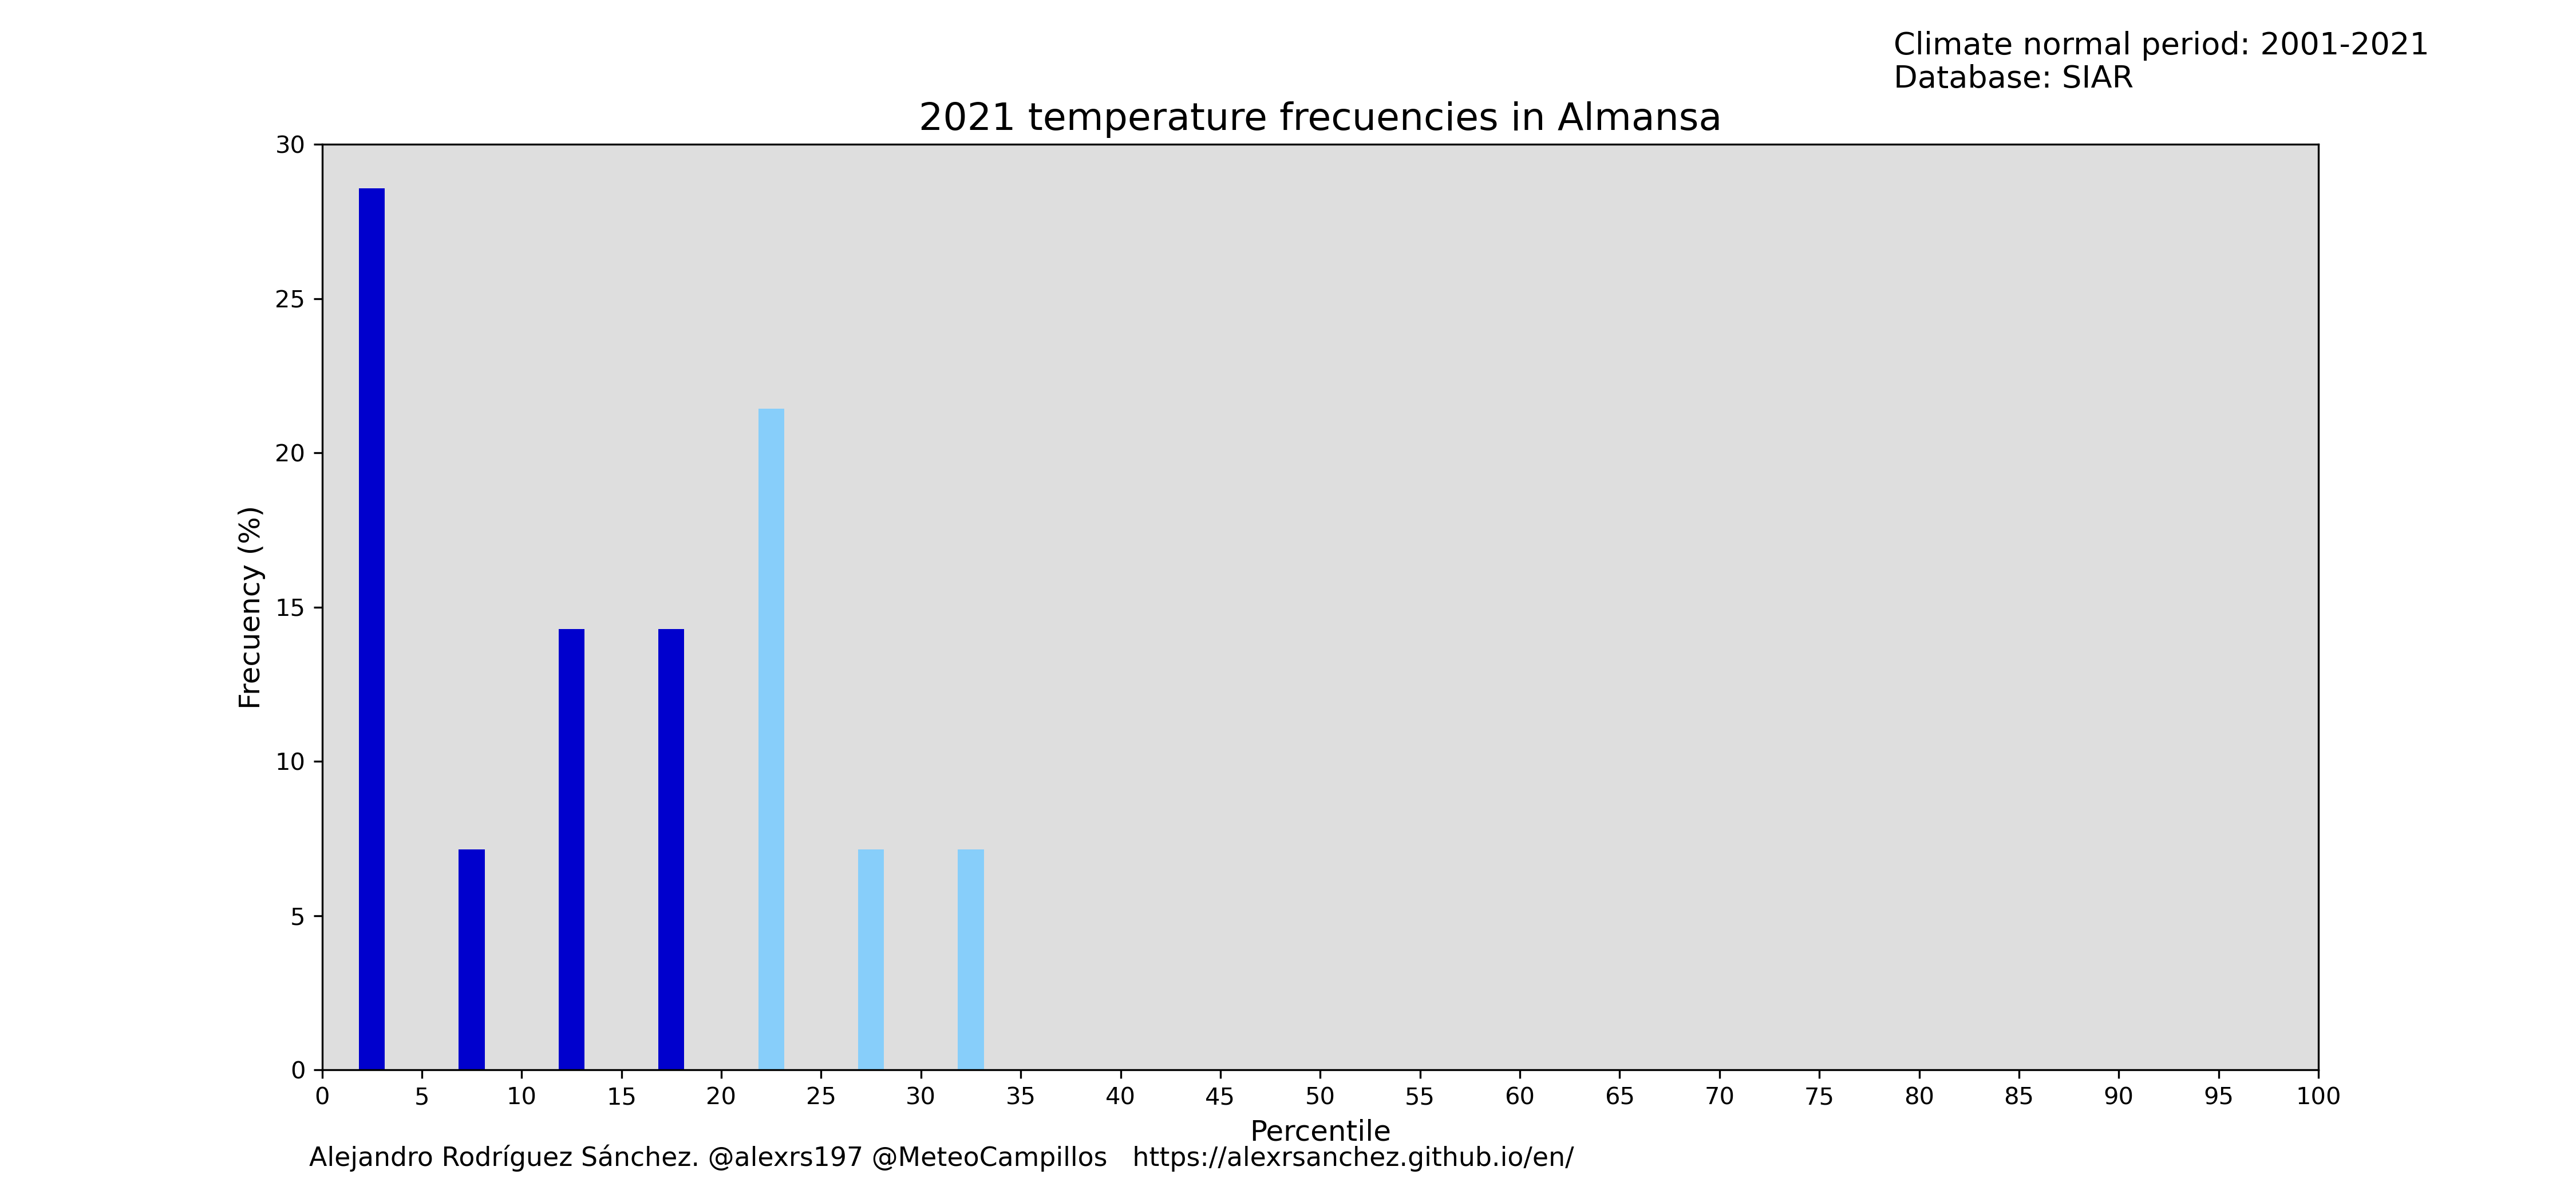 Climate normal period: 2001-2021
Database: SIAR
2021 temperature frecuencies in Almansa
30
25
20
15
10
5
0
Frecuency (%)
0 5 10 15 20 25 30 35 40 45 50 55 60 65 70 75 80 85 90 95 100
Percentile
Alejandro Rodríguez Sánchez. @alexrs197 @MeteoCampillos   https://alexrsanchez.github.io/en/